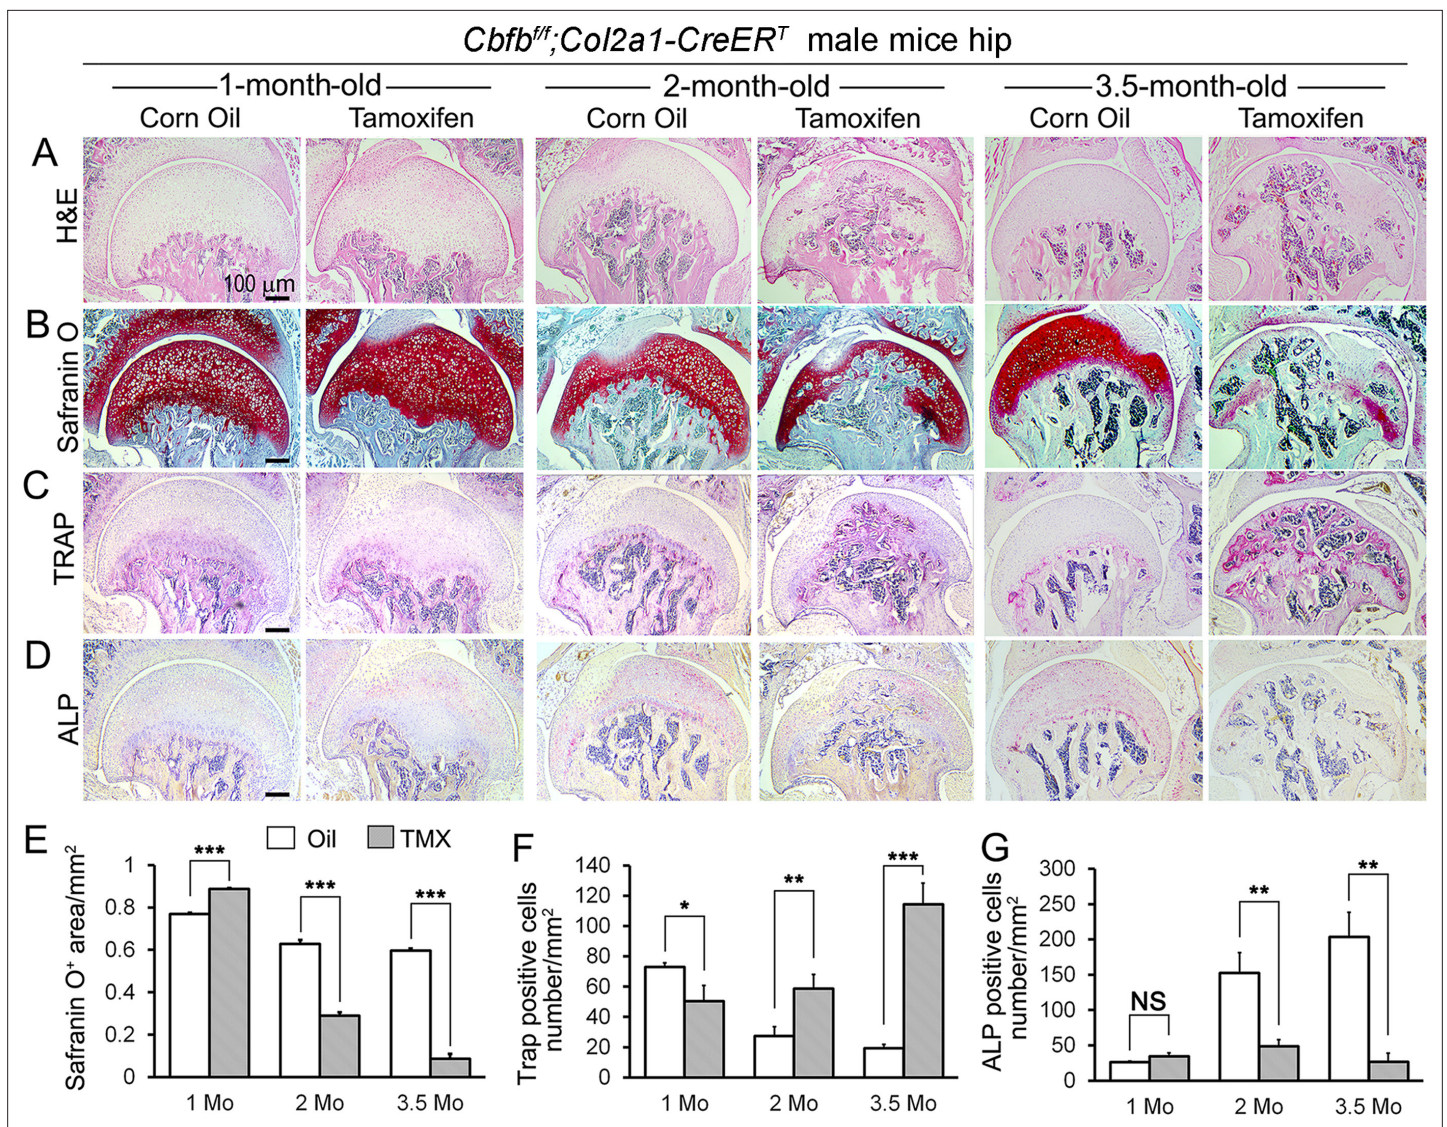 Cbfb^f/f;Col2a1-CreER^T male mice hip
1-month-old 2-month-old 3.5-month-old
Corn Oil Tamoxifen Corn Oil Tamoxifen Corn Oil Tamoxifen
A
H&E
100 µm
B
Safranin O
C
TRAP
D
ALP
E
Oil TMX
Safranin O⁺ area/mm²
1
0.8
0.6
0.4
0.2
0
***
***
***
1 Mo 2 Mo 3.5 Mo
F
Trap positive cells
number/mm²
140
120
100
80
60
40
20
0
*
**
***
1 Mo 2 Mo 3.5 Mo
G
ALP positive cells
number/mm²
300
250
200
150
100
50
0
NS
**
**
1 Mo 2 Mo 3.5 Mo